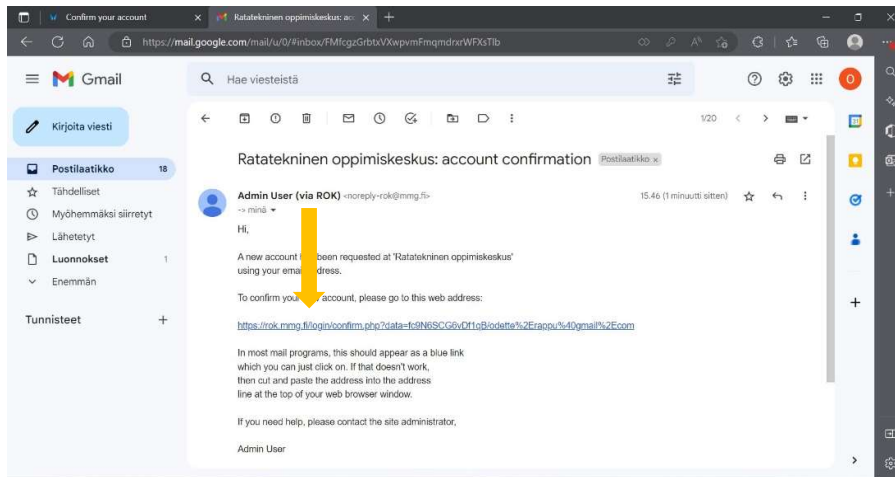 Confirm your account
Ratatekninen oppimiskeskus: acc
https://mail.google.com/mail/u/0/#inbox/FMfcgzGrbtxVXwpvmFmqmdrxrWFXsTlb
Gmail
Hae viesteistä
O
Kirjoita viesti
1/20
Postilaatikko 18
Tähdelliset
Myöhemmäksi siirretyt
Lähetetyt
Luonnokset 1
Enemmän
Tunnisteet
Ratatekninen oppimiskeskus: account confirmation Postilaatikko x
Admin User (via ROK) <noreply-rok@mmg.fi>
15.46 (1 minuutti sitten)
-> minä
Hi,
A new account been requested at 'Ratatekninen oppimiskeskus'
using your email address.
To confirm your account, please go to this web address:
https://rok.mmg.fi/login/confirm.php?data=fc9N6SCG6vDf1qB/odette%2Erappu%40gmail%2Ecom
In most mail programs, this should appear as a blue link
which you can just click on. If that doesn't work,
then cut and paste the address into the address
line at the top of your web browser window.
If you need help, please contact the site administrator,
Admin User